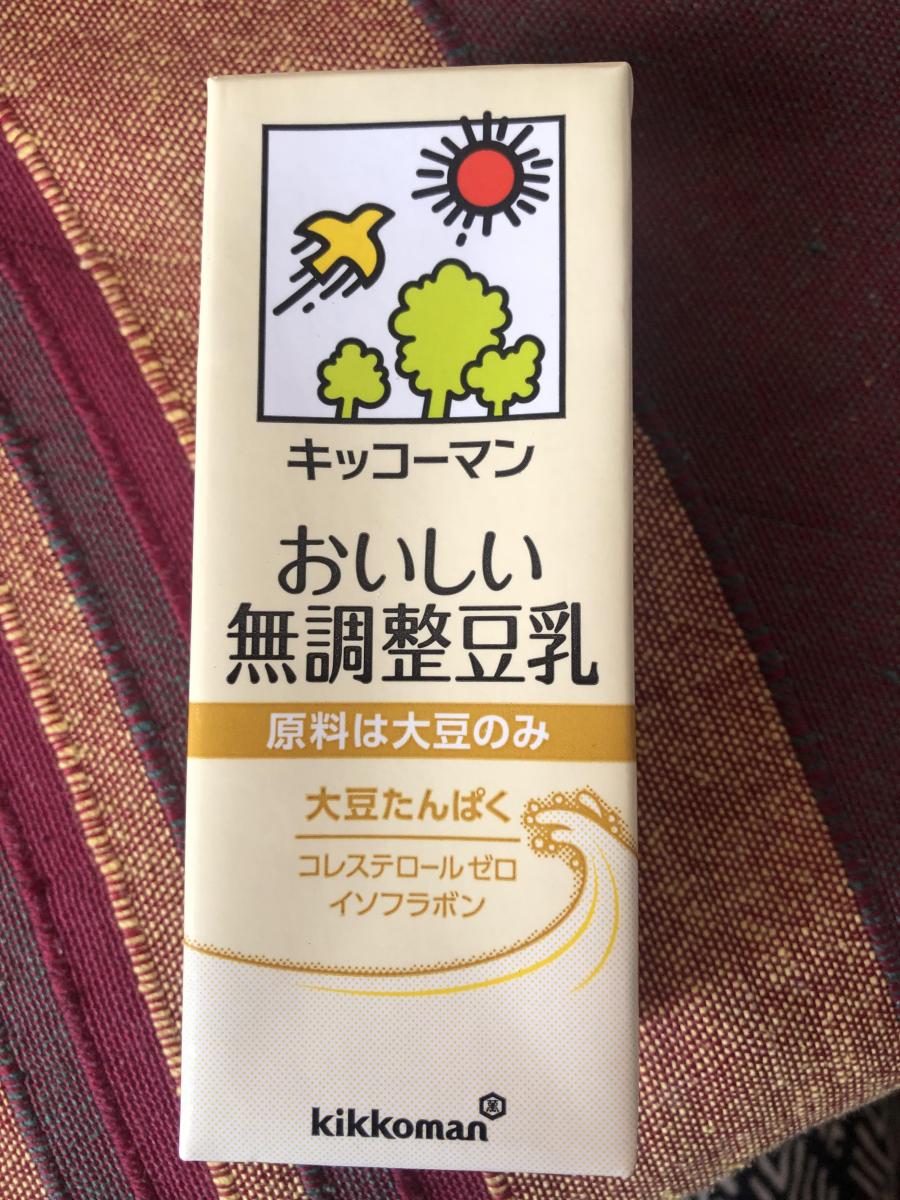 キッコーマン
おいしい
無調整豆乳
原料は大豆のみ
大豆たんぱく
コレステロール ゼロ
イソフラボン
kikkoman
萬